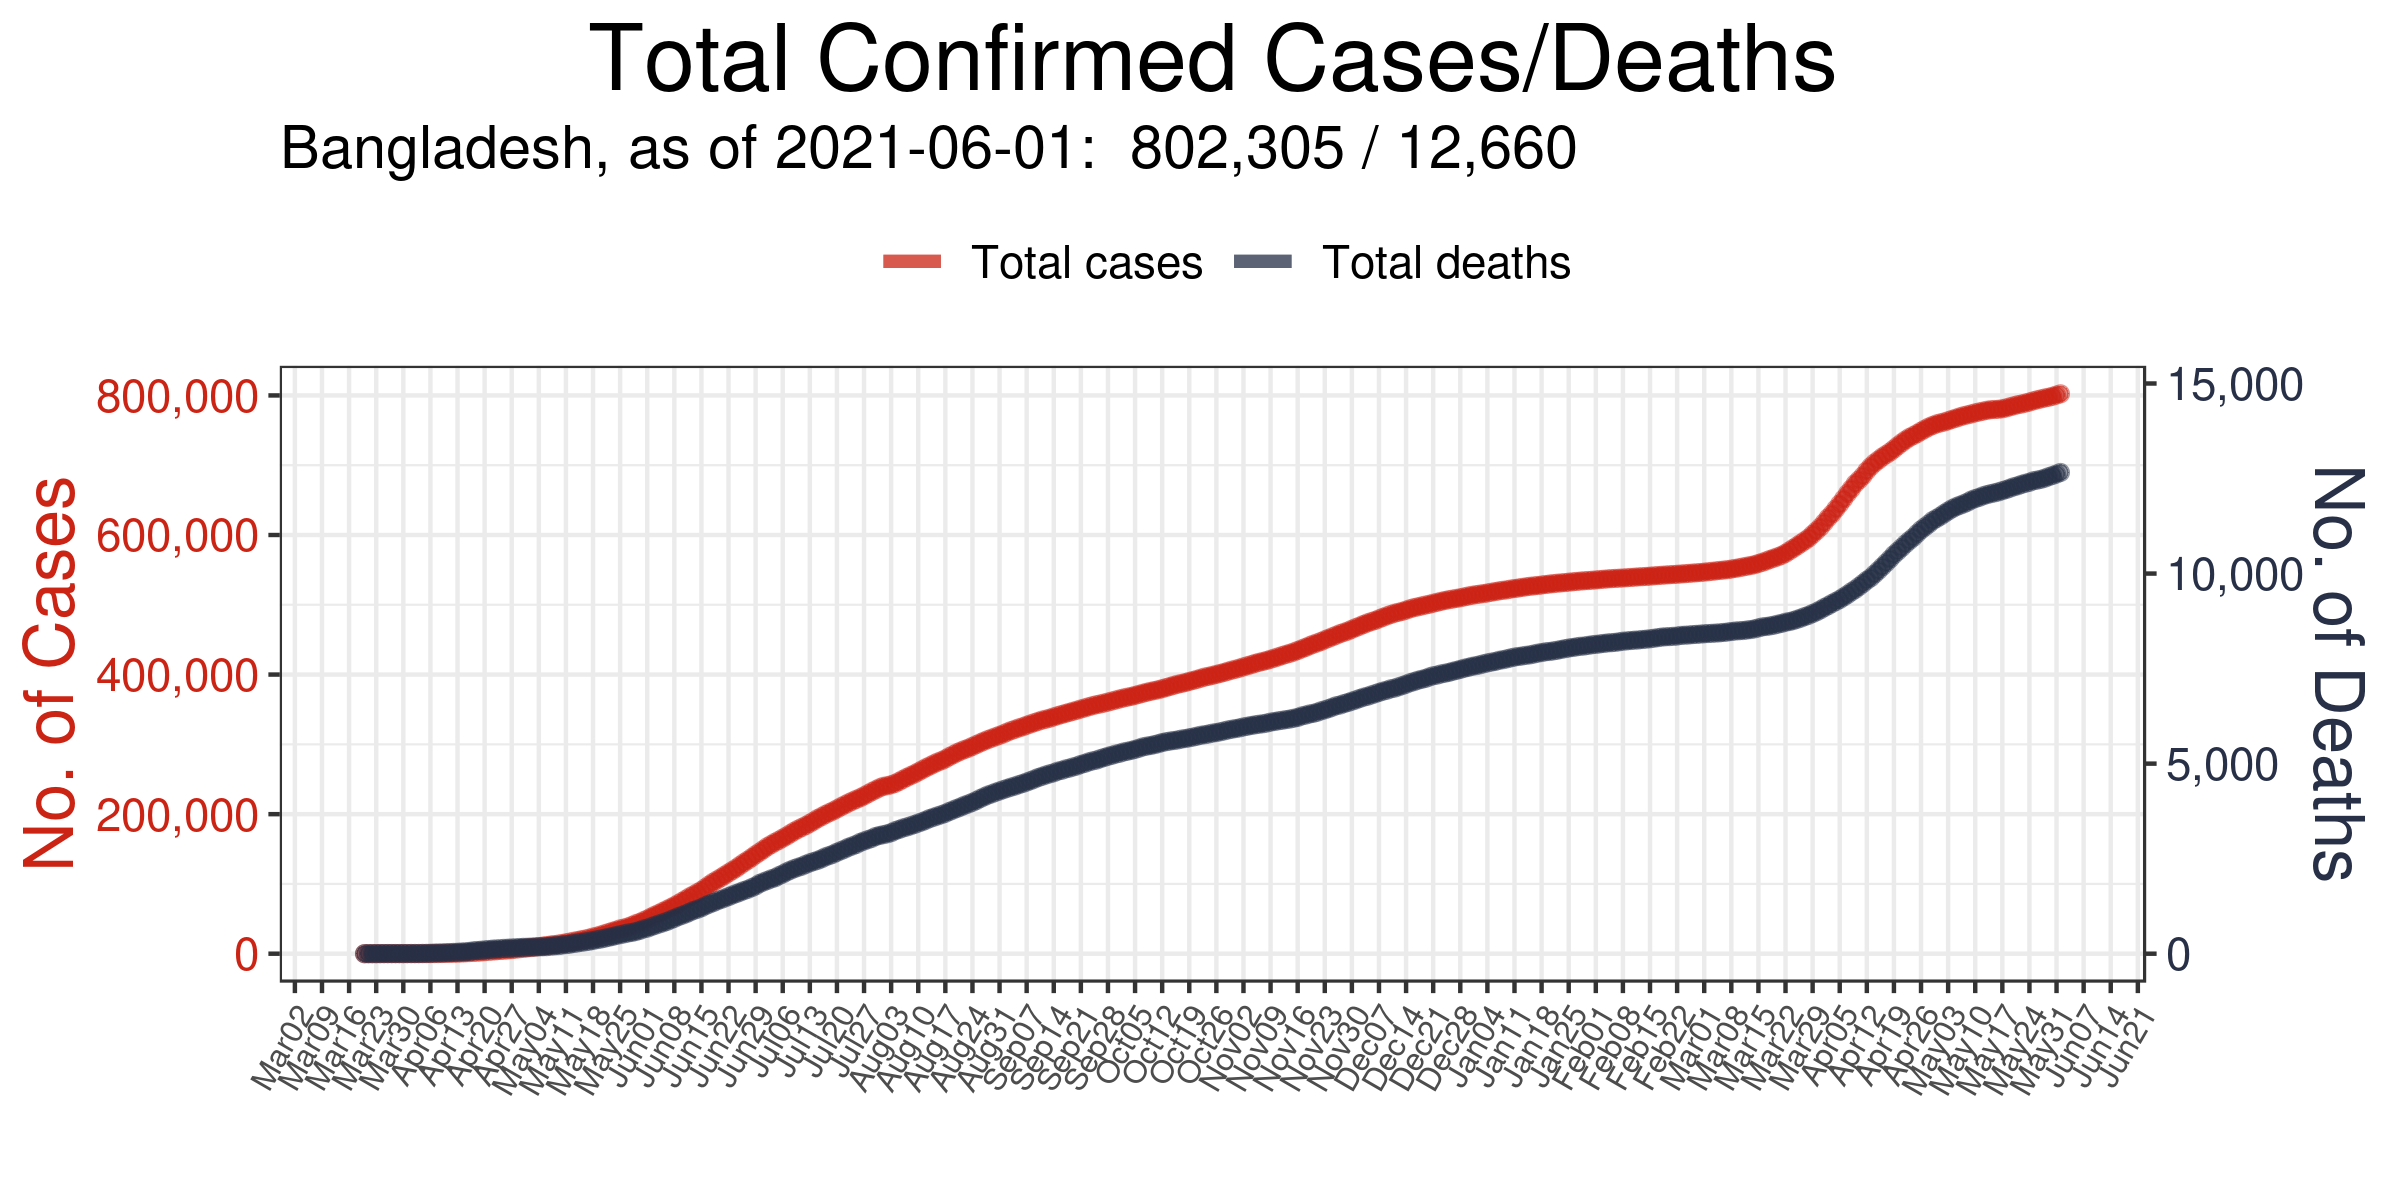 Total Confirmed Cases/Deaths
Bangladesh, as of 2021-06-01:  802,305 / 12,660
Total cases
Total deaths
No. of Cases
800,000
600,000
400,000
200,000
0
15,000
10,000
5,000
0
No. of Deaths
Mar02
Mar09
Mar16
Mar23
Mar30
Apr06
Apr13
Apr20
Apr27
May04
May11
May18
May25
Jun01
Jun08
Jun15
Jun22
Jun29
Jul06
Jul13
Jul20
Jul27
Aug03
Aug10
Aug17
Aug24
Aug31
Sep07
Sep14
Sep21
Sep28
Oct05
Oct12
Oct19
Oct26
Nov02
Nov09
Nov16
Nov23
Nov30
Dec07
Dec14
Dec21
Dec28
Jan04
Jan11
Jan18
Jan25
Feb01
Feb08
Feb15
Feb22
Mar01
Mar08
Mar15
Mar22
Mar29
Apr05
Apr12
Apr19
Apr26
May03
May10
May17
May24
May31
Jun07
Jun14
Jun21